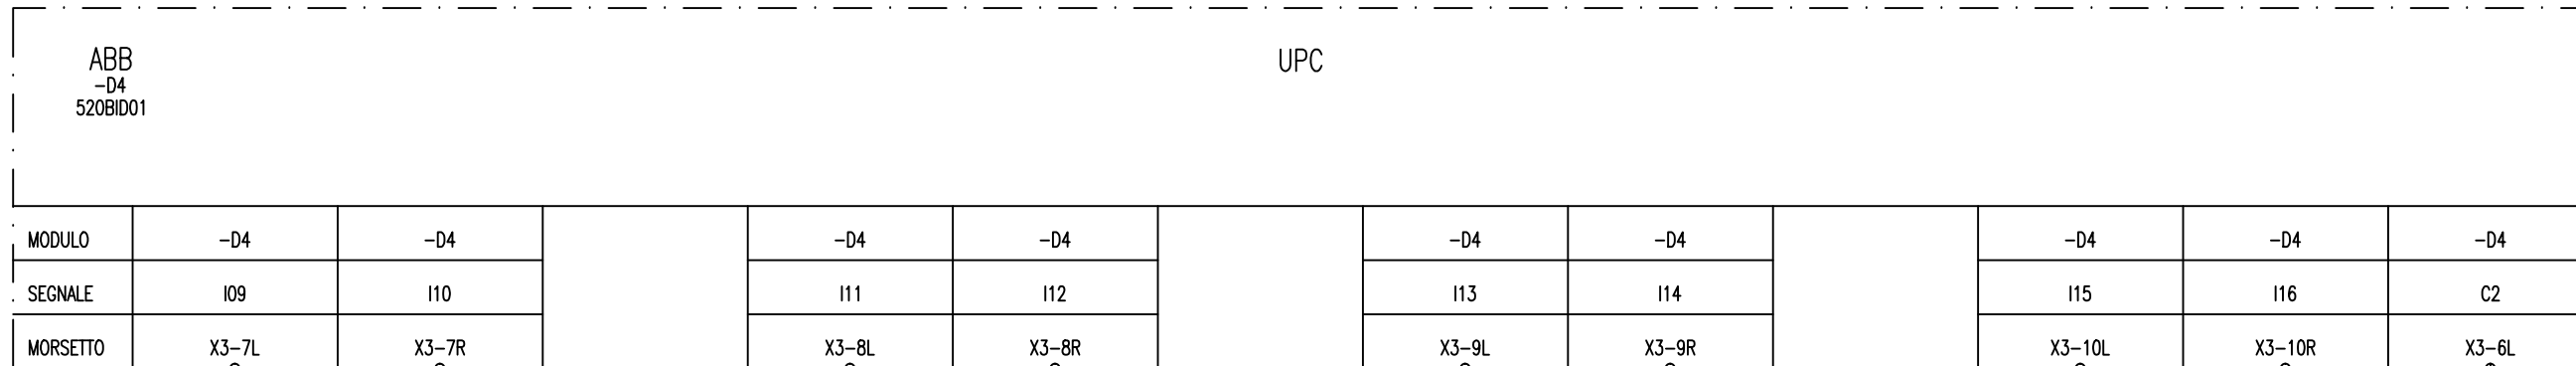 ABB
-D4
520BID01
UPC
MODULO -D4 -D4 -D4 -D4 -D4 -D4 -D4 -D4 -D4
SEGNALE I09 I10 I11 I12 I13 I14 I15 I16 C2
MORSETTO X3-7L X3-7R X3-8L X3-8R X3-9L X3-9R X3-10L X3-10R X3-6L